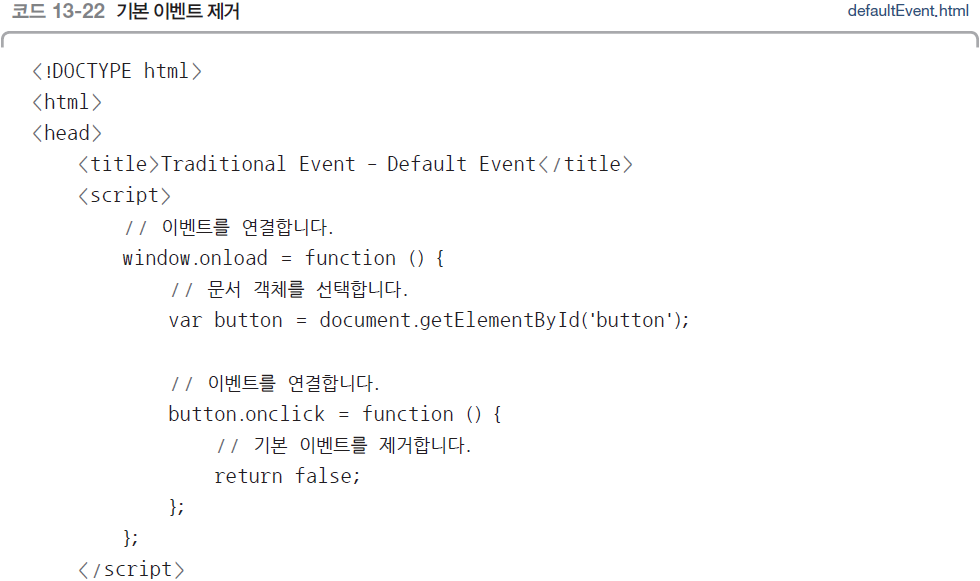 코드 13-22 기본 이벤트 제거 defaultEvent.html
<!DOCTYPE html>
<html>
<head>
    <title>Traditional Event - Default Event</title>
    <script>
        // 이벤트를 연결합니다.
        window.onload = function () {
            // 문서 객체를 선택합니다.
            var button = document.getElementById('button');

            // 이벤트를 연결합니다.
            button.onclick = function () {
                // 기본 이벤트를 제거합니다.
                return false;
            };
        };
    </script>